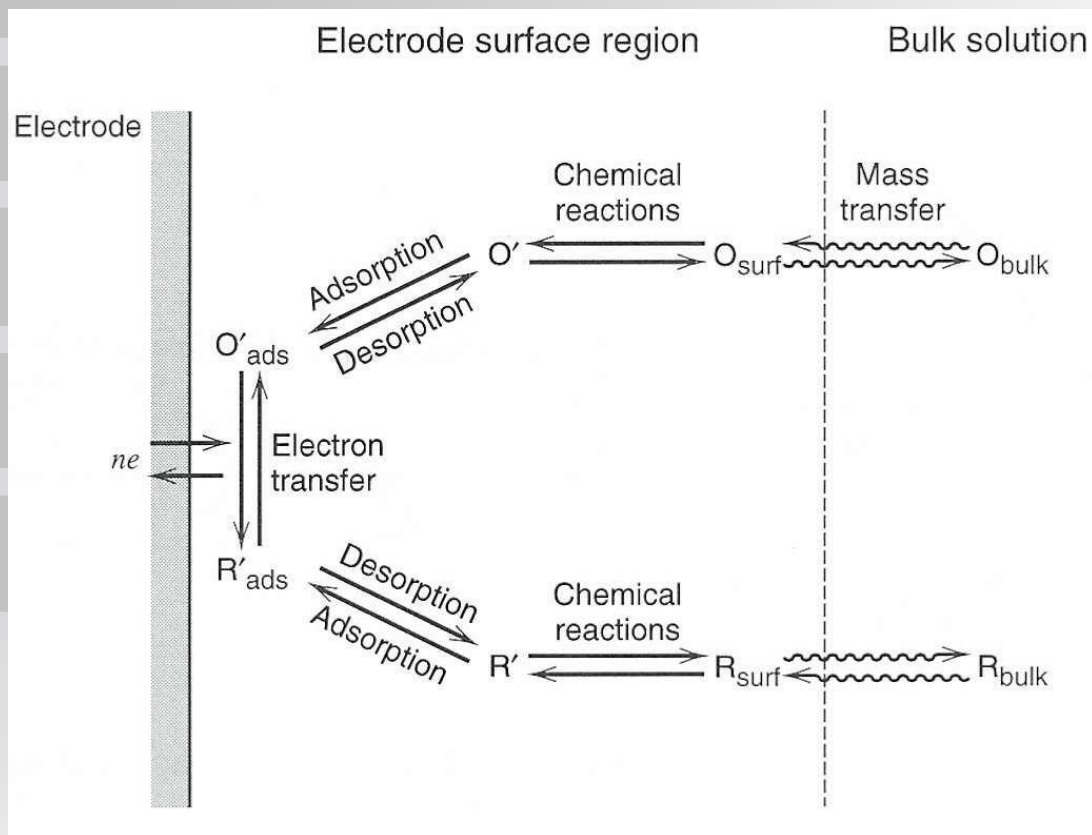 Electrode surface region
Bulk solution
Electrode
Chemical
reactions
Mass
transfer
Adsorption
Desorption
O′
O_surf
O_bulk
O′_ads
ne
Electron
transfer
R′_ads
Desorption
Adsorption
Chemical
reactions
R′
R_surf
R_bulk